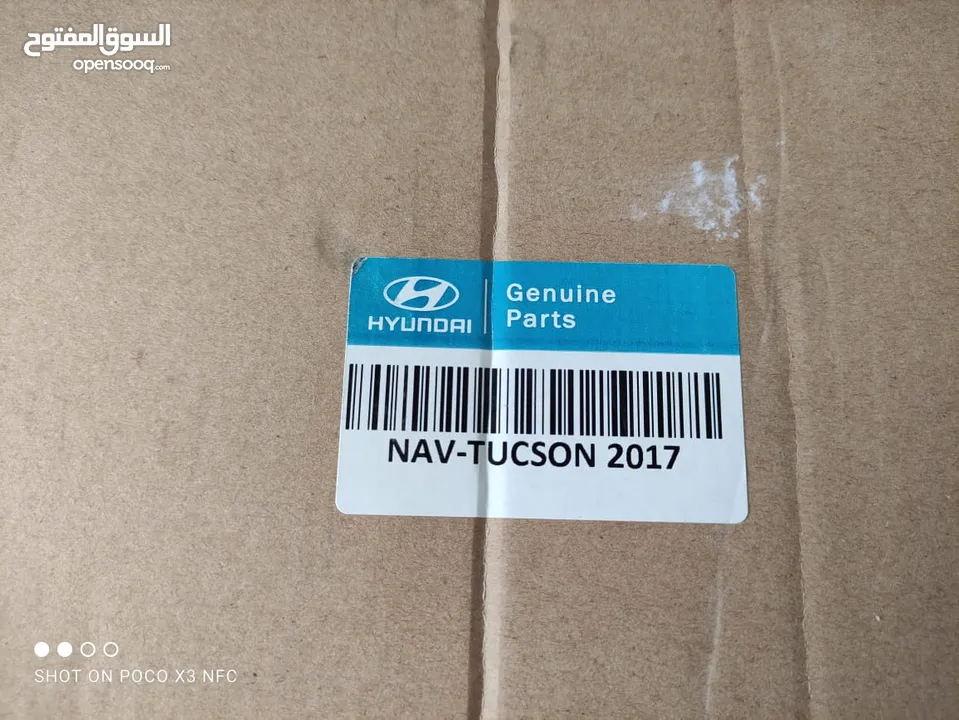 السوق المفتوح
opensooq.com
HYUNDAI
Genuine
Parts
NAV-TUCSON 2017
SHOT ON POCO X3 NFC